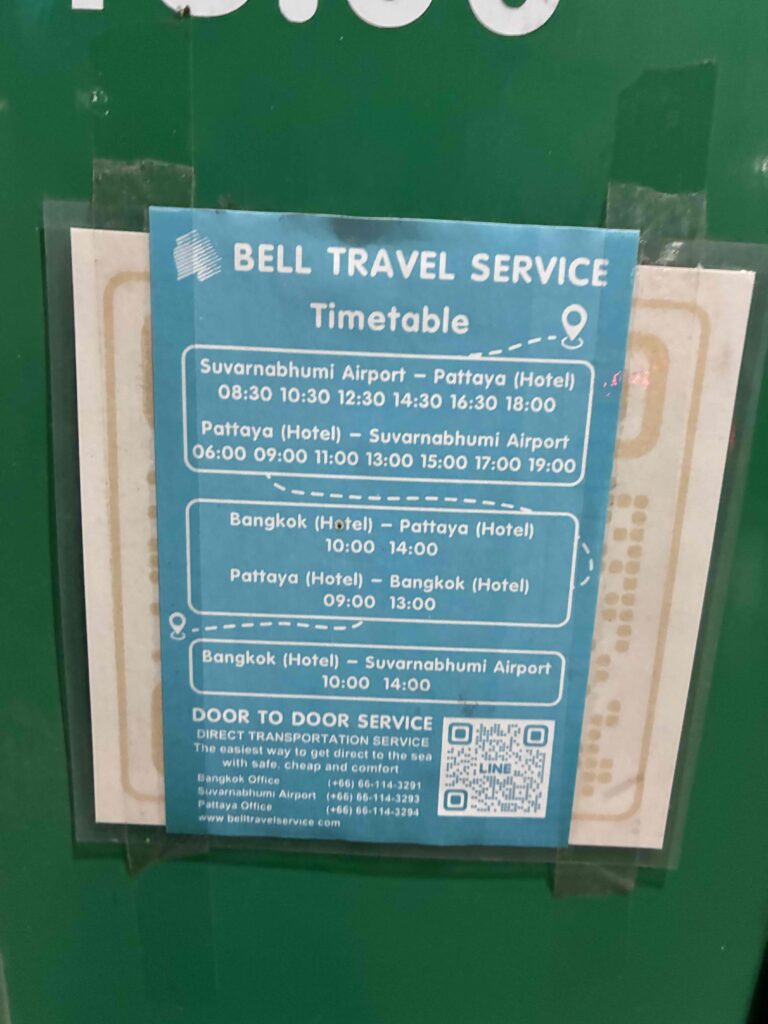 BELL TRAVEL SERVICE
Timetable
Suvarnabhumi Airport – Pattaya (Hotel)
08:30 10:30 12:30 14:30 16:30 18:00
Pattaya (Hotel) – Suvarnabhumi Airport
06:00 09:00 11:00 13:00 15:00 17:00 19:00
Bangkok (Hotel) – Pattaya (Hotel)
10:00 14:00
Pattaya (Hotel) – Bangkok (Hotel)
09:00 13:00
Bangkok (Hotel) – Suvarnabhumi Airport
10:00 14:00
DOOR TO DOOR SERVICE
DIRECT TRANSPORTATION SERVICE
The easiest way to get direct to the sea
with safe, cheap and comfort
Bangkok Office (+66) 66-114-3291
Suvarnabhumi Airport (+66) 66-114-3293
Pattaya Office (+66) 66-114-3294
www.belltravelservice.com
LINE